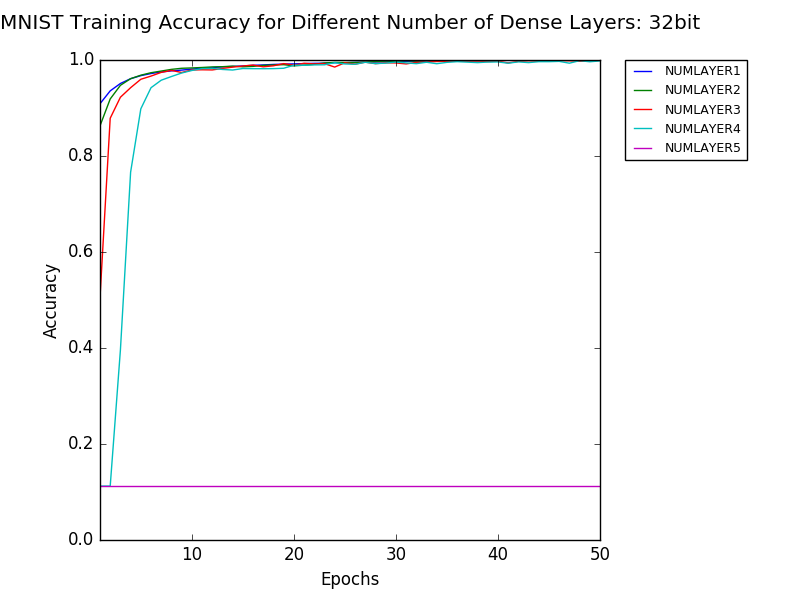 MNIST Training Accuracy for Different Number of Dense Layers: 32bit
1.0
0.8
0.6
0.4
0.2
0.0
Accuracy
10 20 30 40 50
Epochs
NUMLAYER1
NUMLAYER2
NUMLAYER3
NUMLAYER4
NUMLAYER5